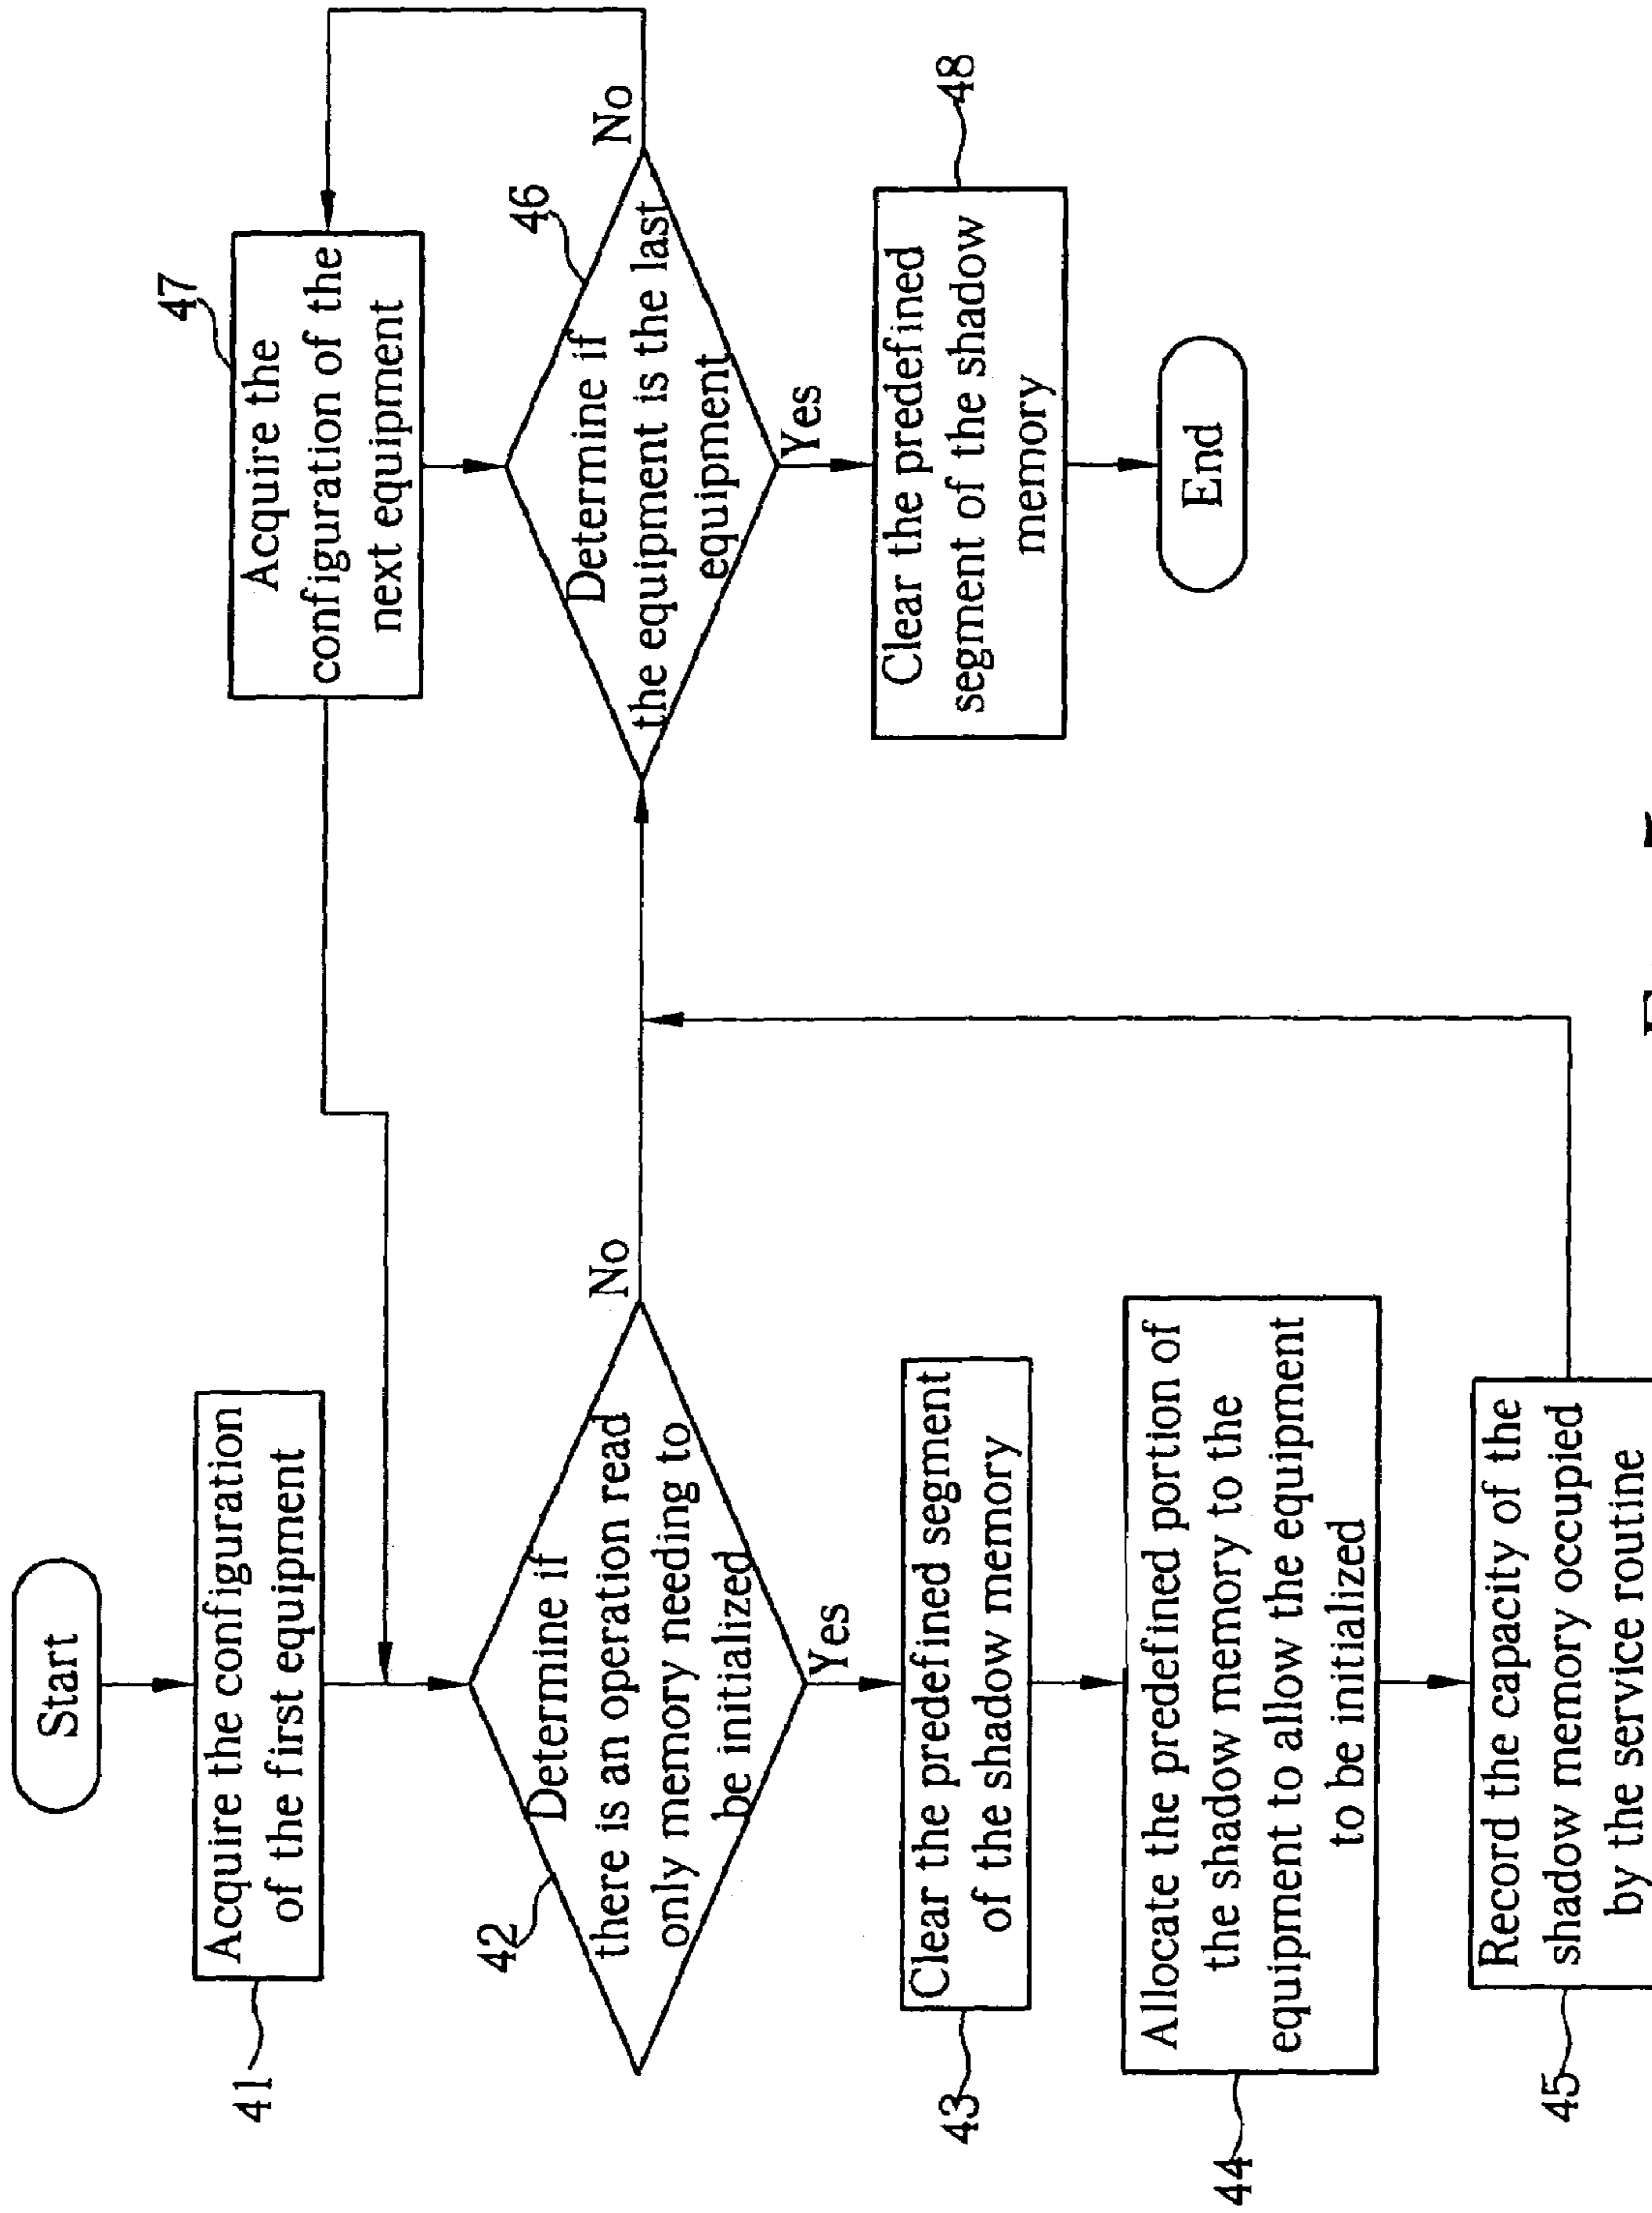 Start
41
Acquire the configuration
of the first equipment
42
Determine if
there is an operation read
only memory needing to
be initialized
No
Yes
43
Clear the predefined segment
of the shadow memory
44
Allocate the predefined portion of
the shadow memory to the
equipment to allow the equipment
to be initialized
45
Record the capacity of the
shadow memory occupied
by the service routine
47
Acquire the
configuration of the
next equipment
46
Determine if
the equipment is the last
equipment
No
Yes
48
Clear the predefined
segment of the shadow
memory
End